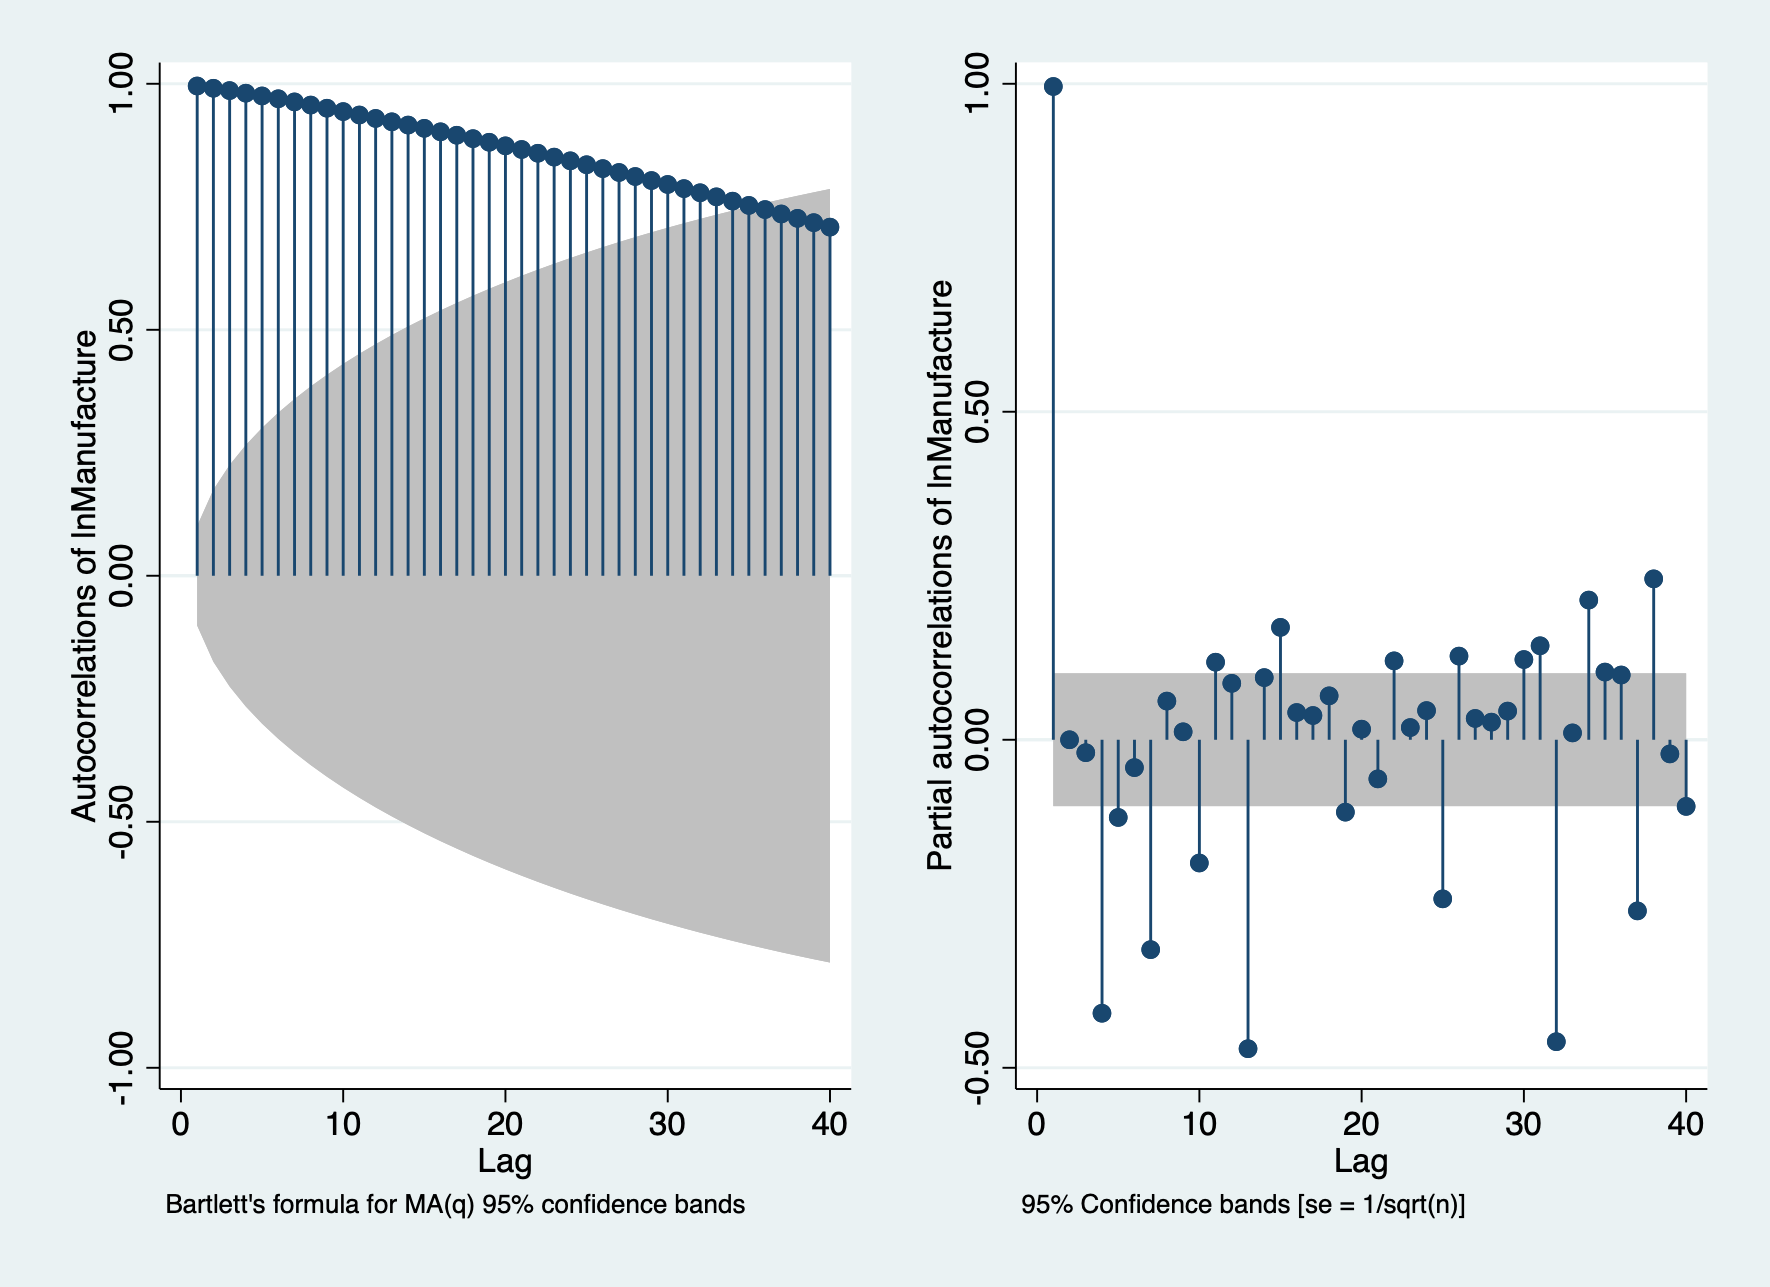 Autocorrelations of lnManufacture
1.00
0.50
0.00
-0.50
-1.00
0 10 20 30 40
Lag
Bartlett's formula for MA(q) 95% confidence bands
Partial autocorrelations of lnManufacture
1.00
0.50
0.00
-0.50
0 10 20 30 40
Lag
95% Confidence bands [se = 1/sqrt(n)]